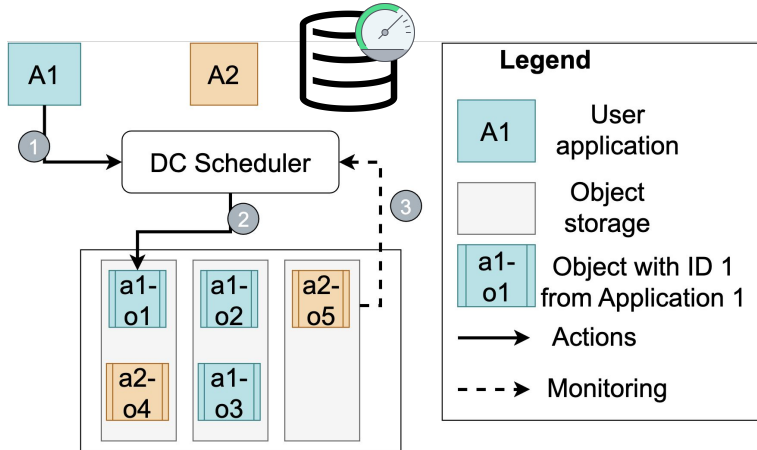 A1
A2
1
DC Scheduler
2
3
a1-
o1
a1-
o2
a2-
o5
a2-
o4
a1-
o3
Legend
A1
User
application
Object
storage
a1-
o1
Object with ID 1
from Application 1
Actions
Monitoring